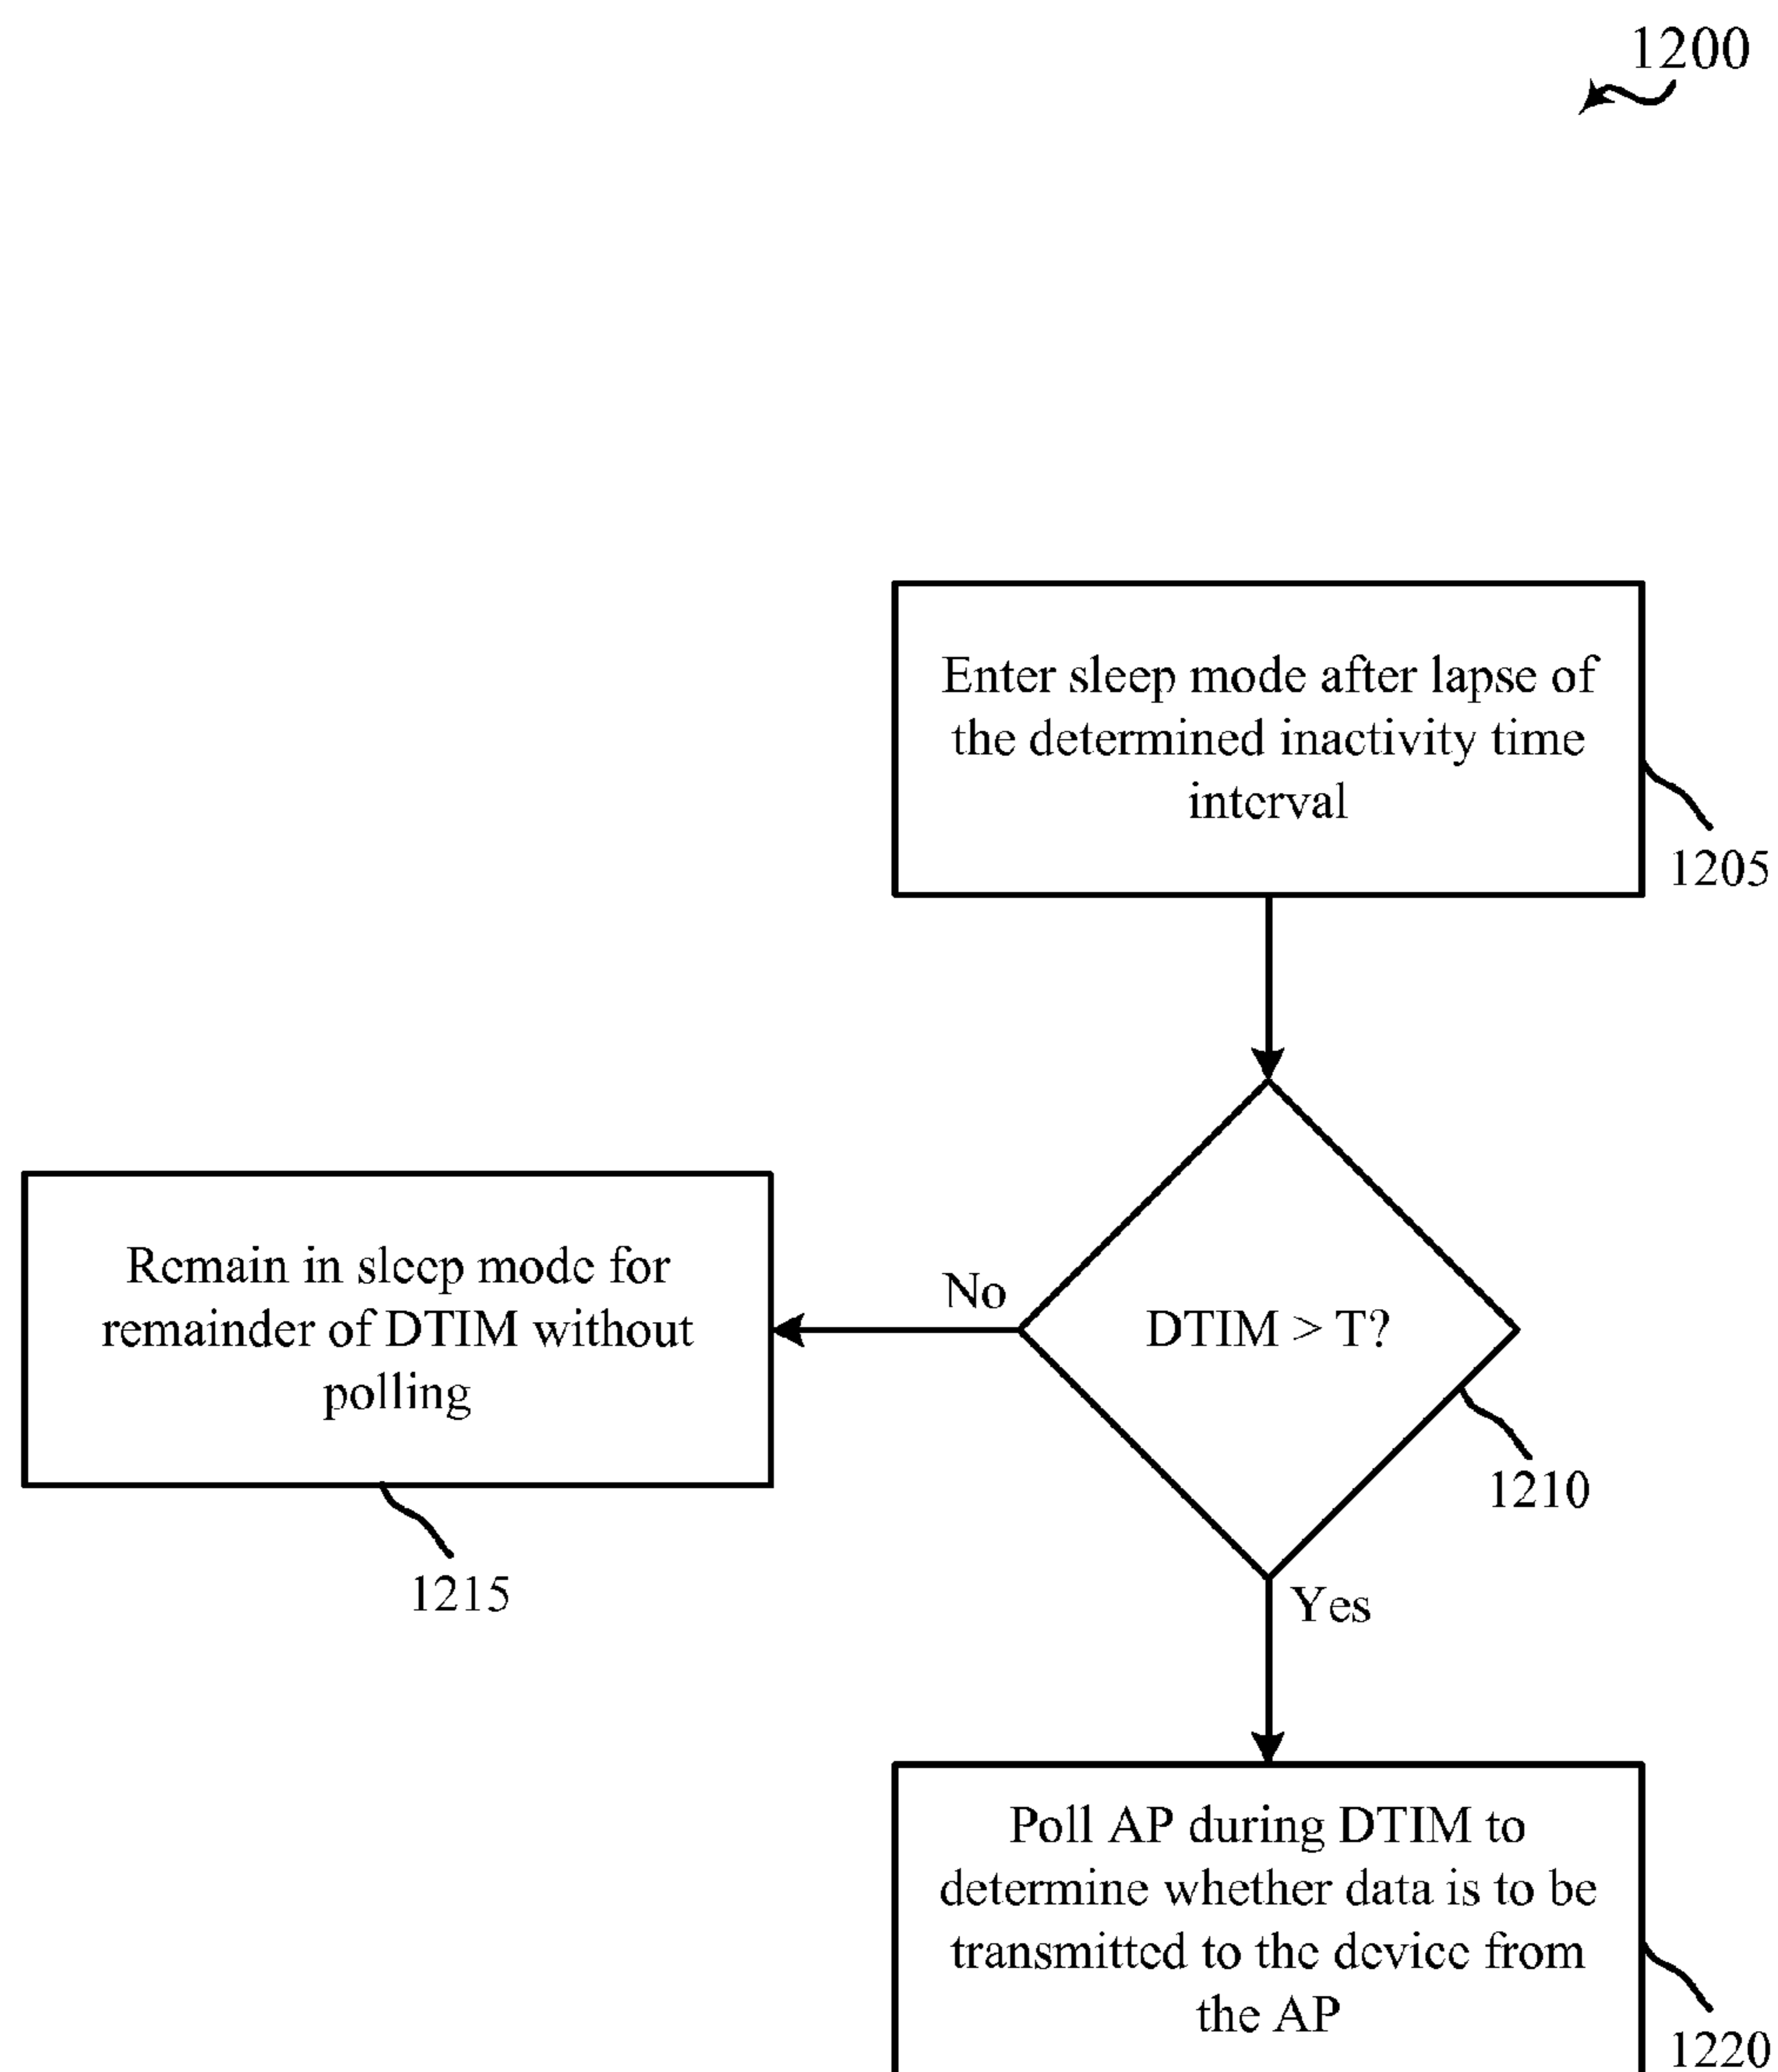 1200
Enter sleep mode after lapse of
the determined inactivity time
interval
1205
DTIM > T?
1210
No
Remain in sleep mode for
remainder of DTIM without
polling
1215
Yes
Poll AP during DTIM to
determine whether data is to be
transmitted to the device from
the AP
1220